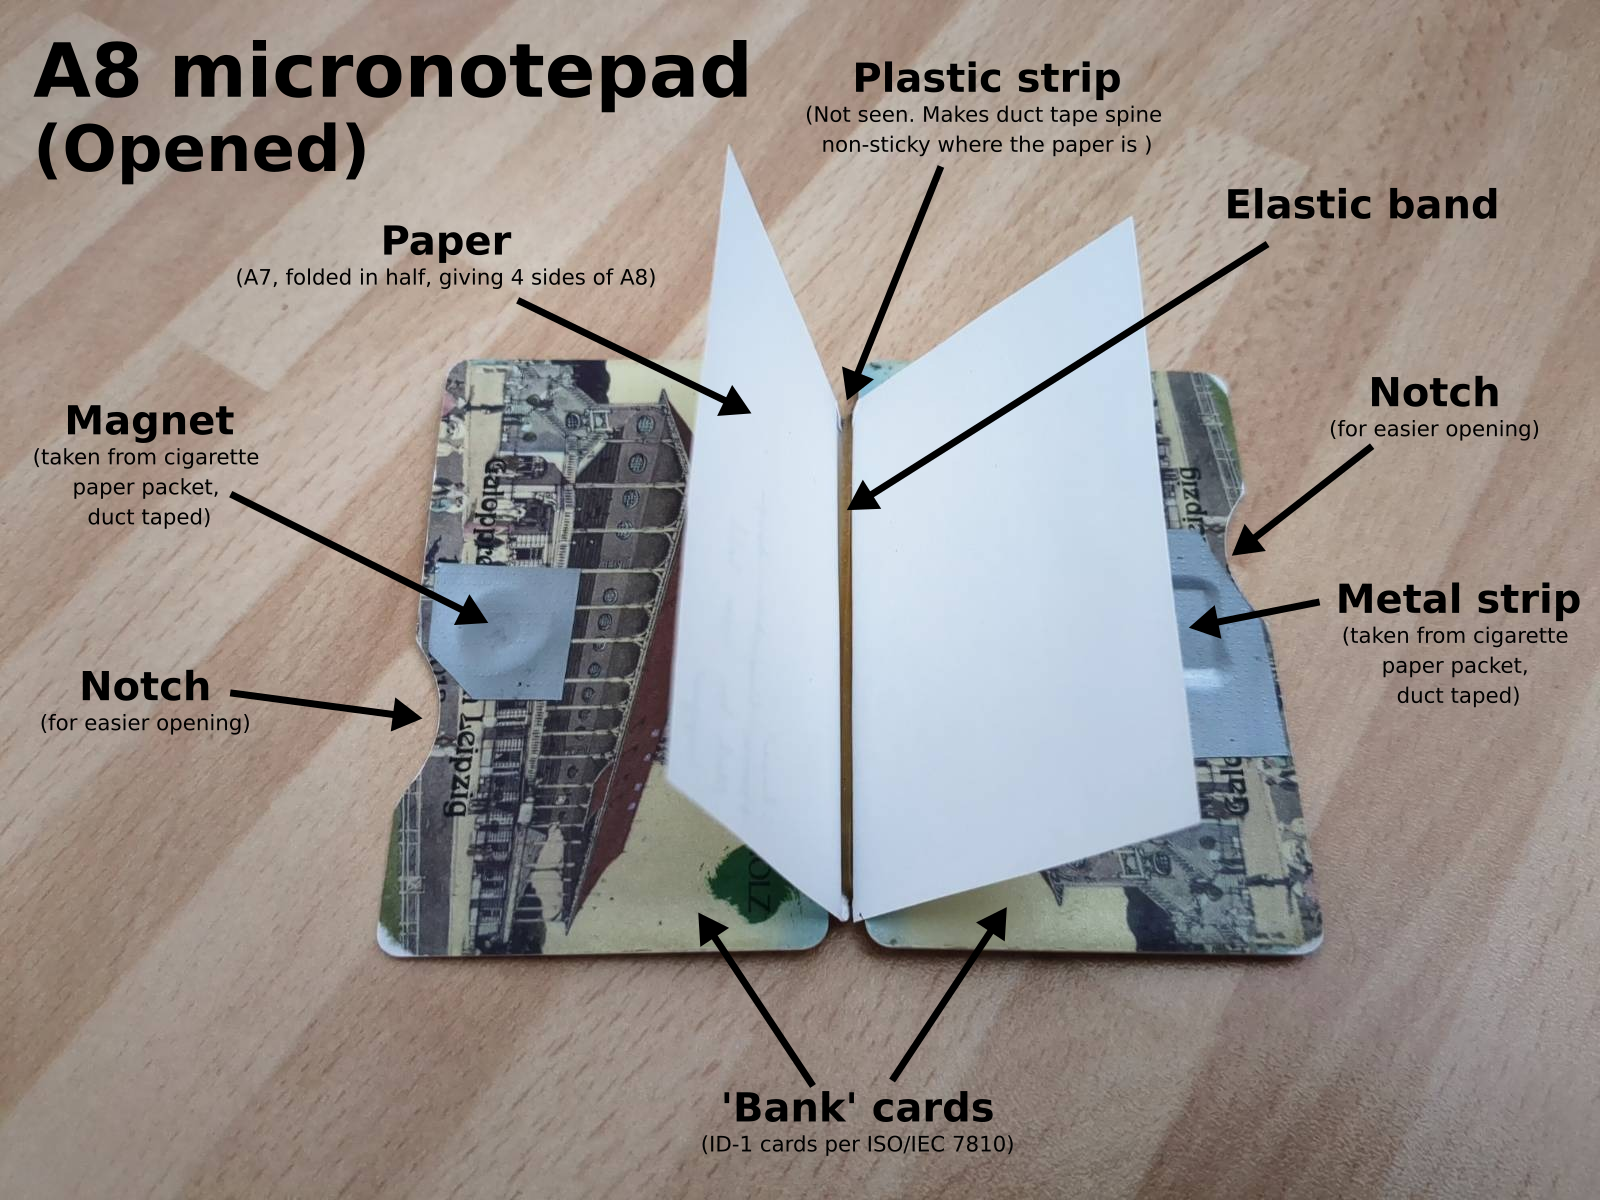 A8 micronotepad
(Opened)
Plastic strip
(Not seen. Makes duct tape spine
non-sticky where the paper is )
Elastic band
Paper
(A7, folded in half, giving 4 sides of A8)
Notch
(for easier opening)
Magnet
(taken from cigarette
paper packet,
duct taped)
Metal strip
(taken from cigarette
paper packet,
duct taped)
Notch
(for easier opening)
Leipzig
eipzig
Galo
'Bank' cards
(ID-1 cards per ISO/IEC 7810)